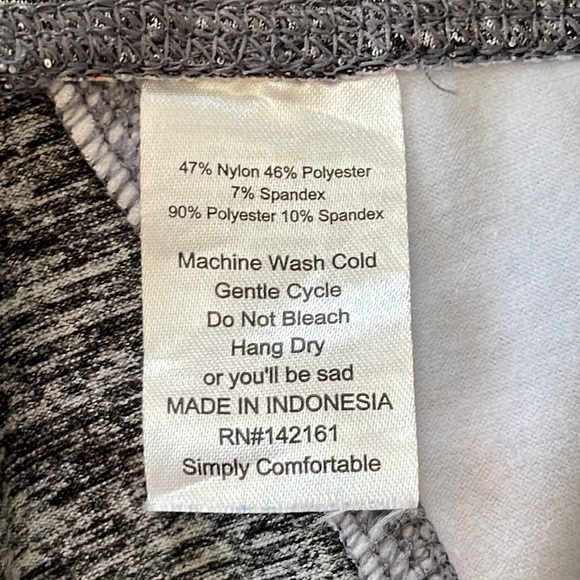 47% Nylon 46% Polyester
7% Spandex
90% Polyester 10% Spandex
Machine Wash Cold
Gentle Cycle
Do Not Bleach
Hang Dry
or you'll be sad
MADE IN INDONESIA
RN#142161
Simply Comfortable